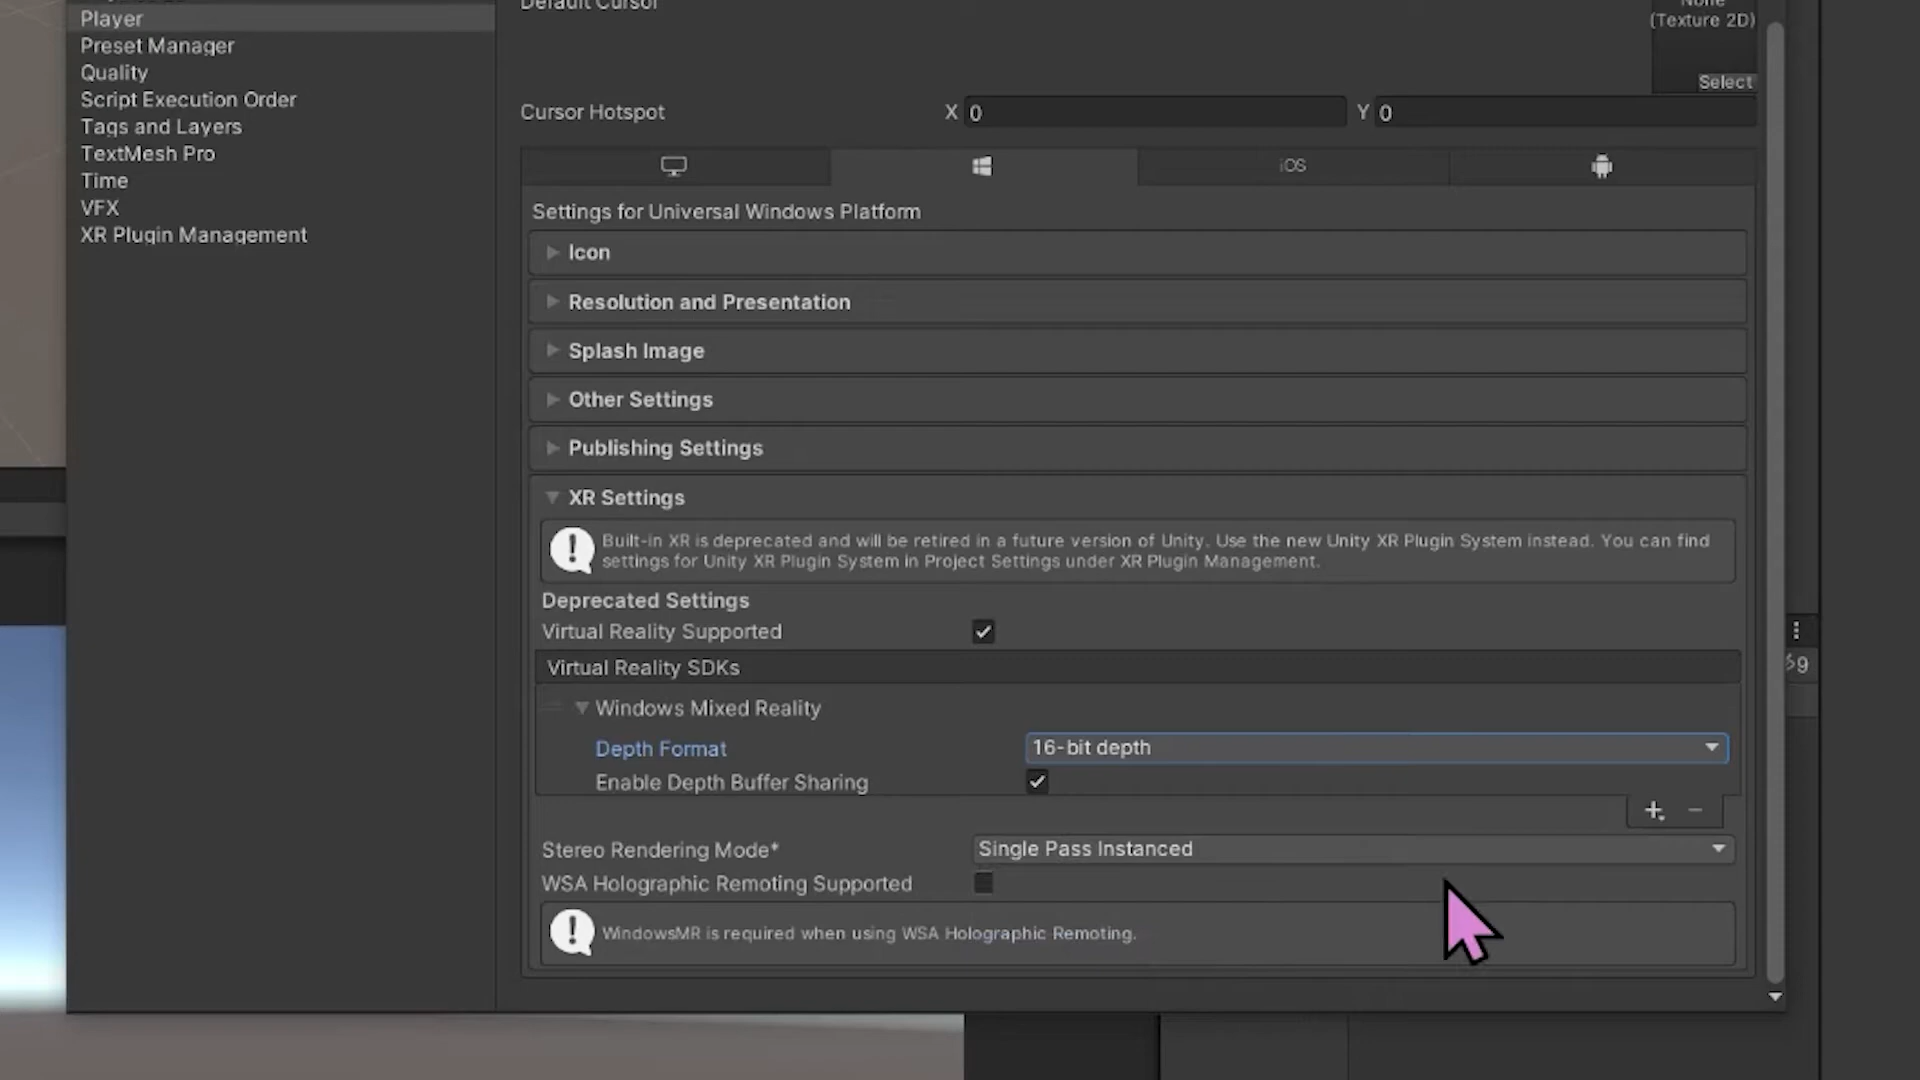 Default Cursor
None
(Texture 2D)
Select
Player
Preset Manager
Quality
Script Execution Order
Tags and Layers
TextMesh Pro
Time
VFX
XR Plugin Management
Cursor Hotspot X 0 Y 0
iOS
Settings for Universal Windows Platform
Icon
Resolution and Presentation
Splash Image
Other Settings
Publishing Settings
XR Settings
Built-in XR is deprecated and will be retired in a future version of Unity. Use the new Unity XR Plugin System instead. You can find
settings for Unity XR Plugin System in Project Settings under XR Plugin Management.
Deprecated Settings
Virtual Reality Supported
Virtual Reality SDKs
Windows Mixed Reality
Depth Format 16-bit depth
Enable Depth Buffer Sharing
Stereo Rendering Mode* Single Pass Instanced
WSA Holographic Remoting Supported
WindowsMR is required when using WSA Holographic Remoting.
9